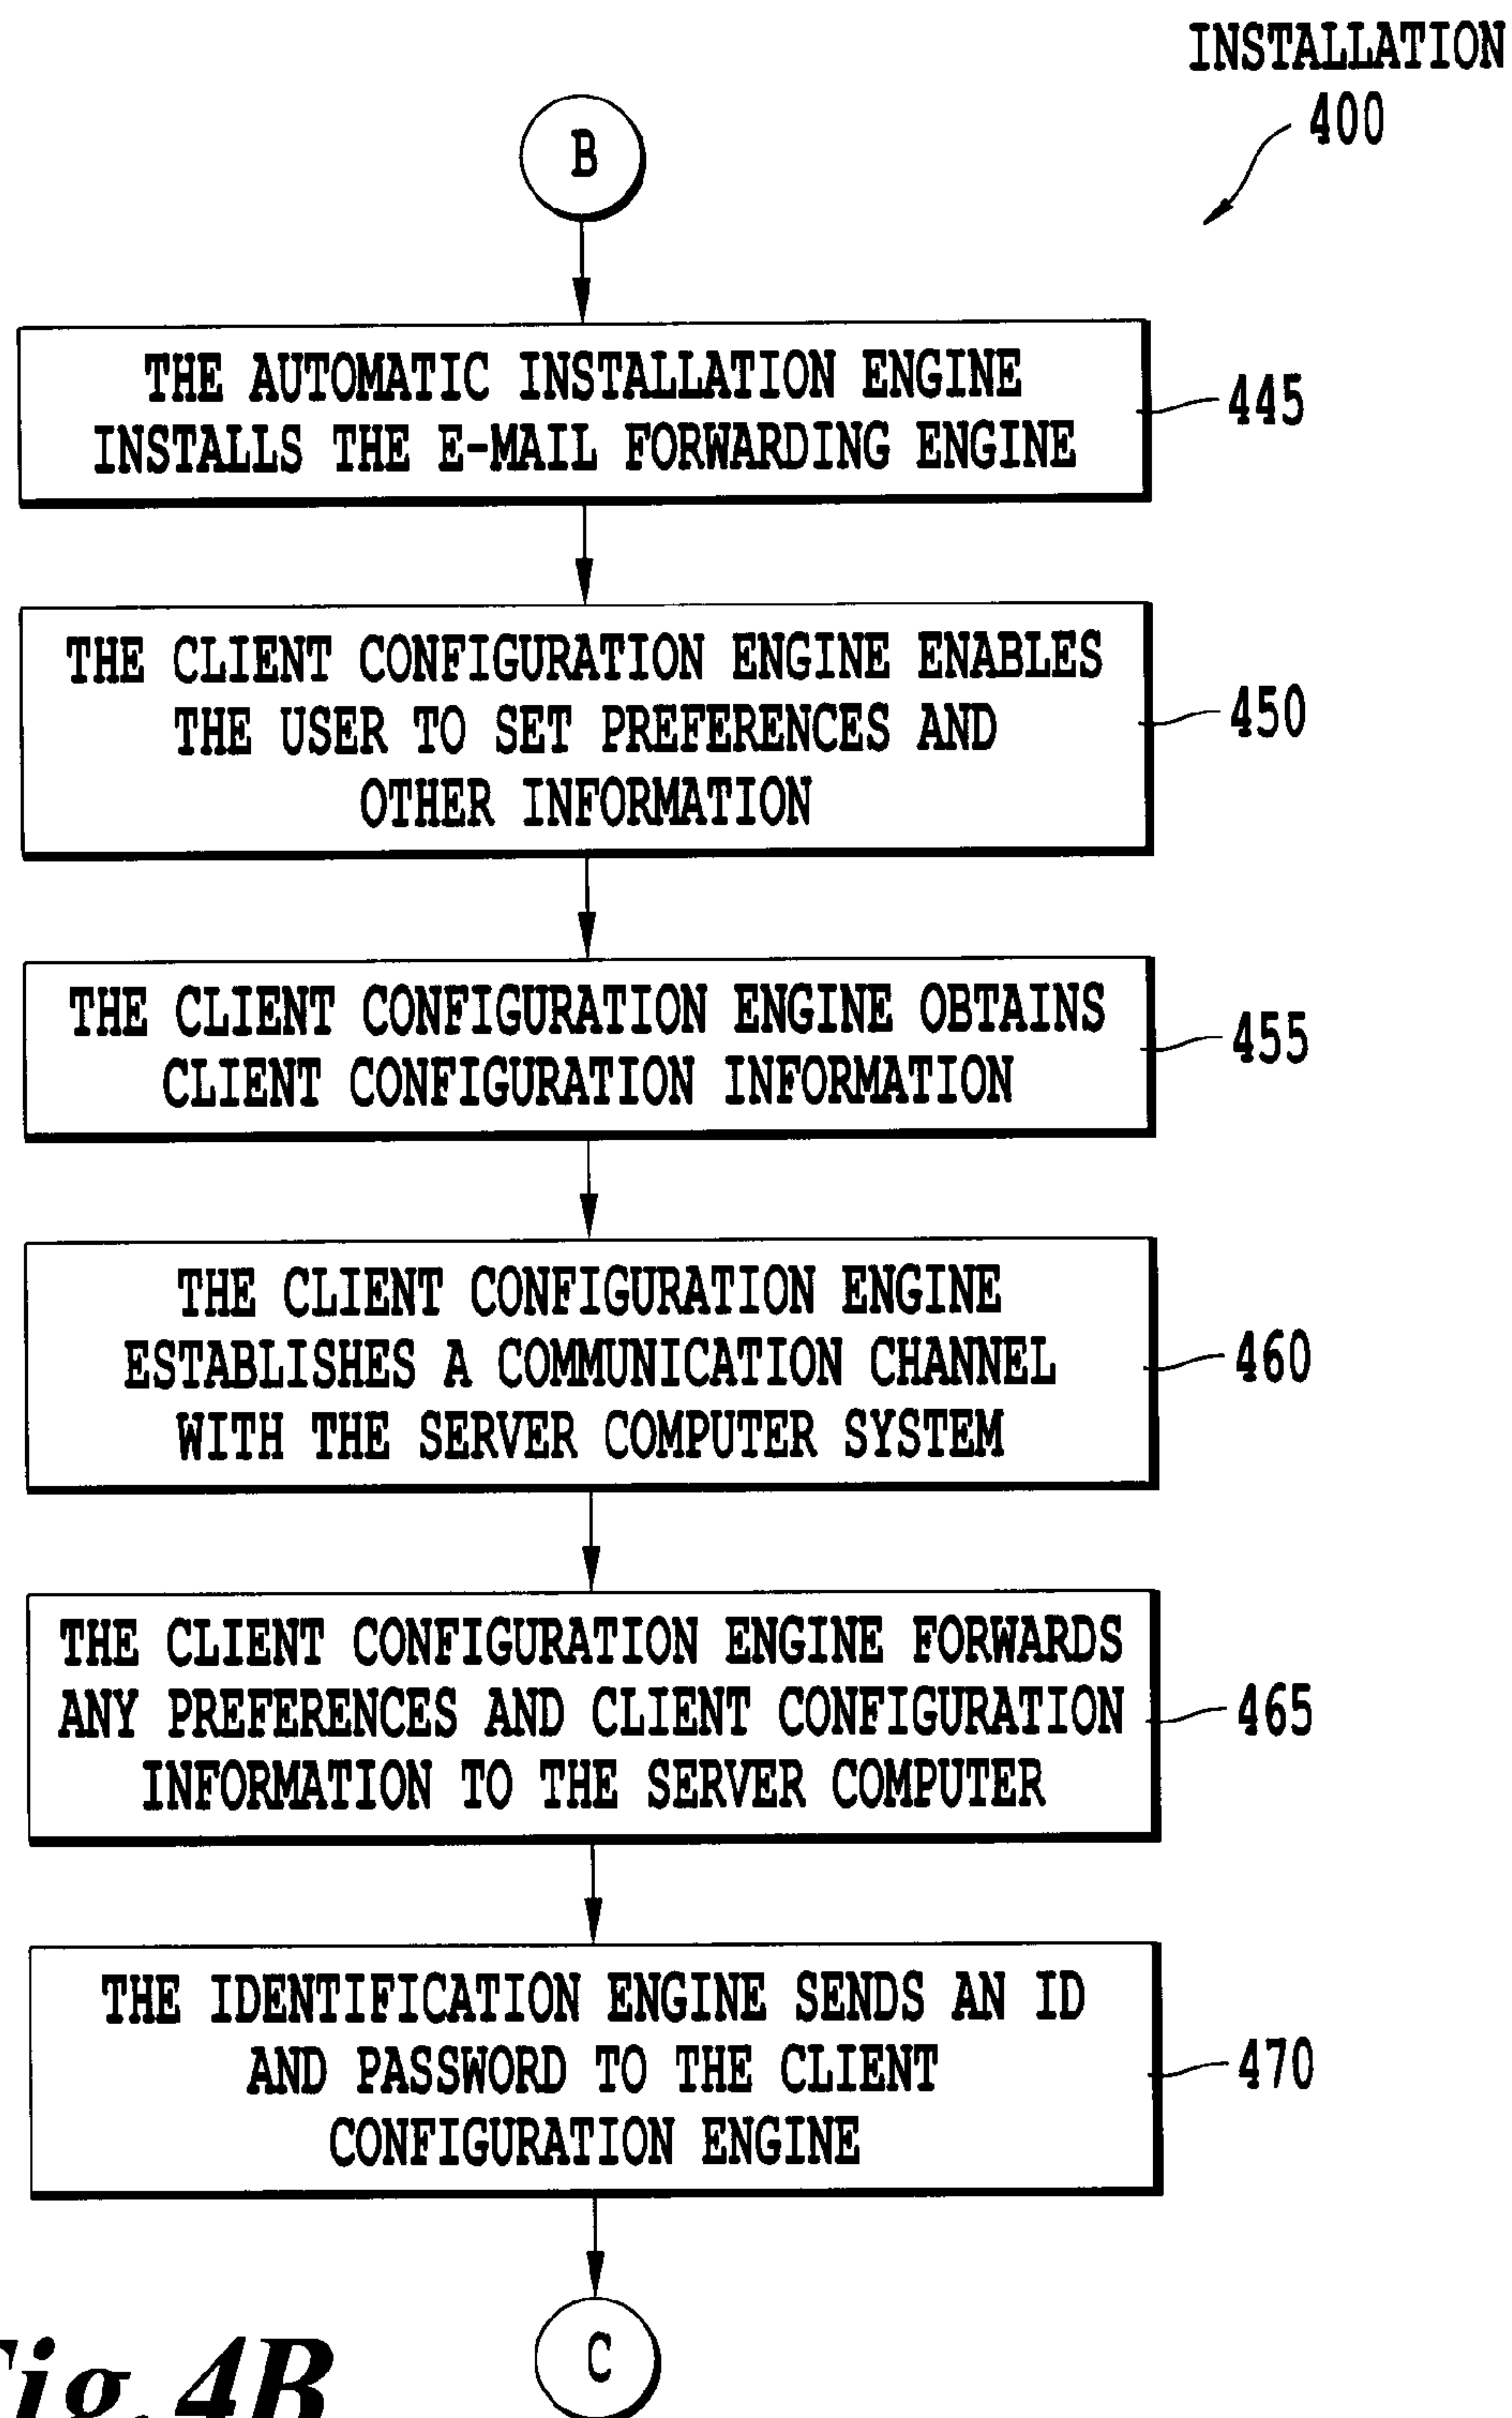 INSTALLATION
400
B
THE AUTOMATIC INSTALLATION ENGINE
INSTALLS THE E-MAIL FORWARDING ENGINE
445
THE CLIENT CONFIGURATION ENGINE ENABLES
THE USER TO SET PREFERENCES AND
OTHER INFORMATION
450
THE CLIENT CONFIGURATION ENGINE OBTAINS
CLIENT CONFIGURATION INFORMATION
455
THE CLIENT CONFIGURATION ENGINE
ESTABLISHES A COMMUNICATION CHANNEL
WITH THE SERVER COMPUTER SYSTEM
460
THE CLIENT CONFIGURATION ENGINE FORWARDS
ANY PREFERENCES AND CLIENT CONFIGURATION
INFORMATION TO THE SERVER COMPUTER
465
THE IDENTIFICATION ENGINE SENDS AN ID
AND PASSWORD TO THE CLIENT
CONFIGURATION ENGINE
470
C
Fig. 4B